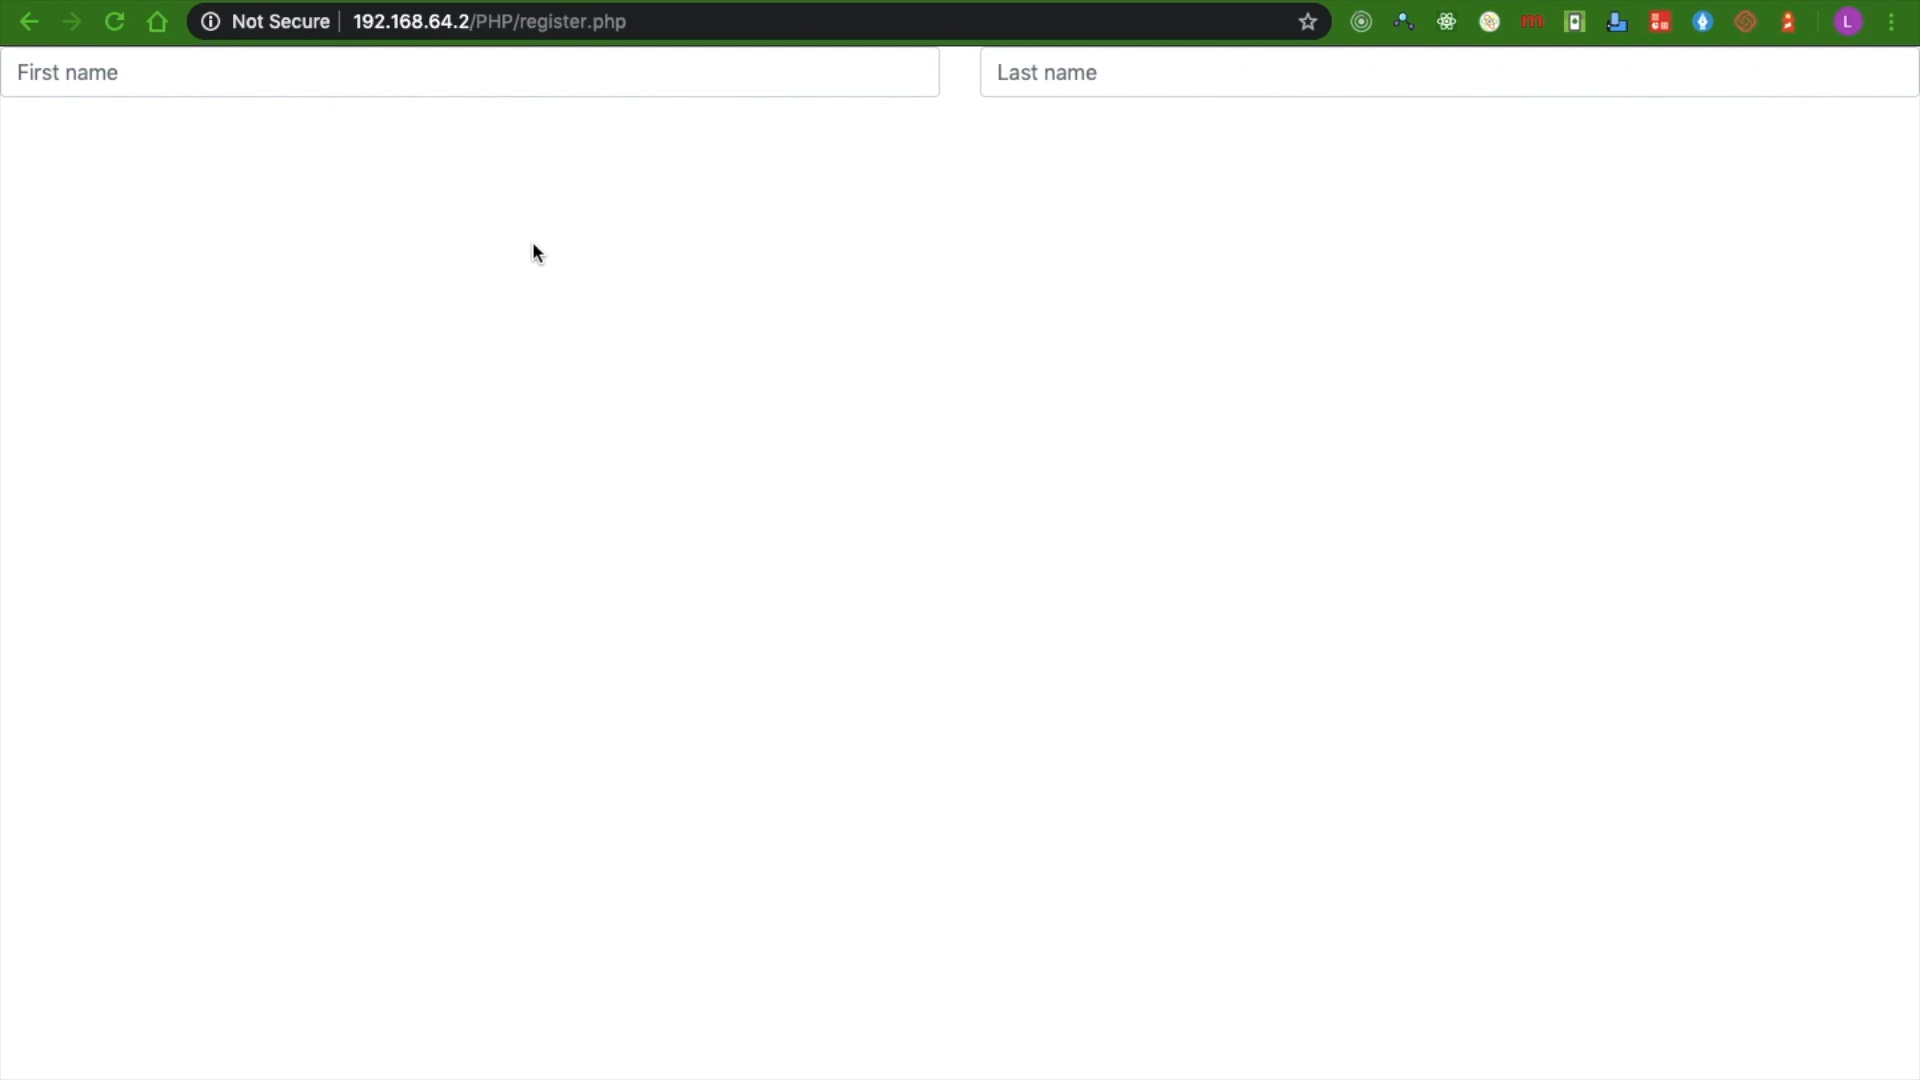 Not Secure 192.168.64.2/PHP/register.php
L
First name
Last name